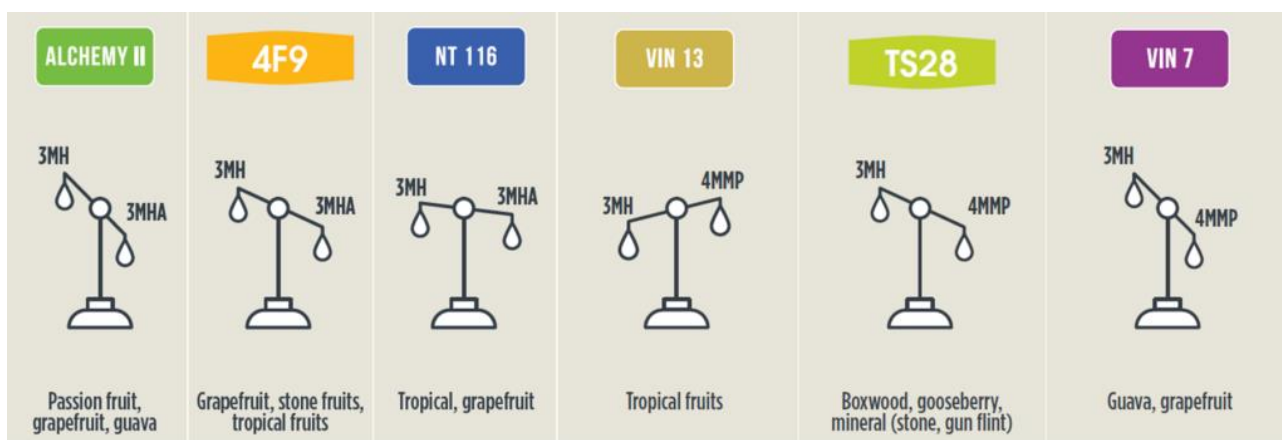 ALCHEMY II
4F9
NT 116
VIN 13
TS28
VIN 7
3MH
3MHA
3MH
3MHA
3MH
3MHA
3MH
4MMP
3MH
4MMP
3MH
4MMP
Passion fruit,
grapefruit, guava
Grapefruit, stone fruits,
tropical fruits
Tropical, grapefruit
Tropical fruits
Boxwood, gooseberry,
mineral (stone, gun flint)
Guava, grapefruit